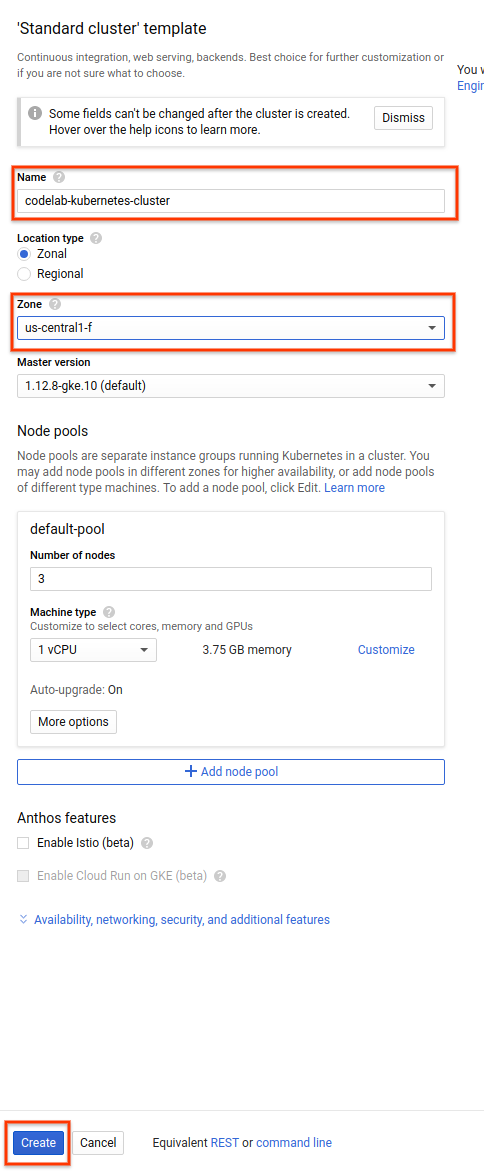 'Standard cluster' template
Continuous integration, web serving, backends. Best choice for further customization or
if you are not sure what to choose.
You
Some fields can't be changed after the cluster is created.
Hover over the help icons to learn more.
Dismiss
Name
codelab-kubernetes-cluster
Location type
Zonal
Regional
Zone
us-central1-f
Master version
1.12.8-gke.10 (default)
Node pools
Node pools are separate instance groups running Kubernetes in a cluster. You
may add node pools in different zones for higher availability, or add node pools
of different type machines. To add a node pool, click Edit. Learn more
default-pool
Number of nodes
3
Machine type
Customize to select cores, memory and GPUs
1 vCPU
3.75 GB memory
Customize
Auto-upgrade: On
More options
Add node pool
Anthos features
Enable Istio (beta)
Enable Cloud Run on GKE (beta)
Availability, networking, security, and additional features
Create
Cancel
Equivalent REST or command line